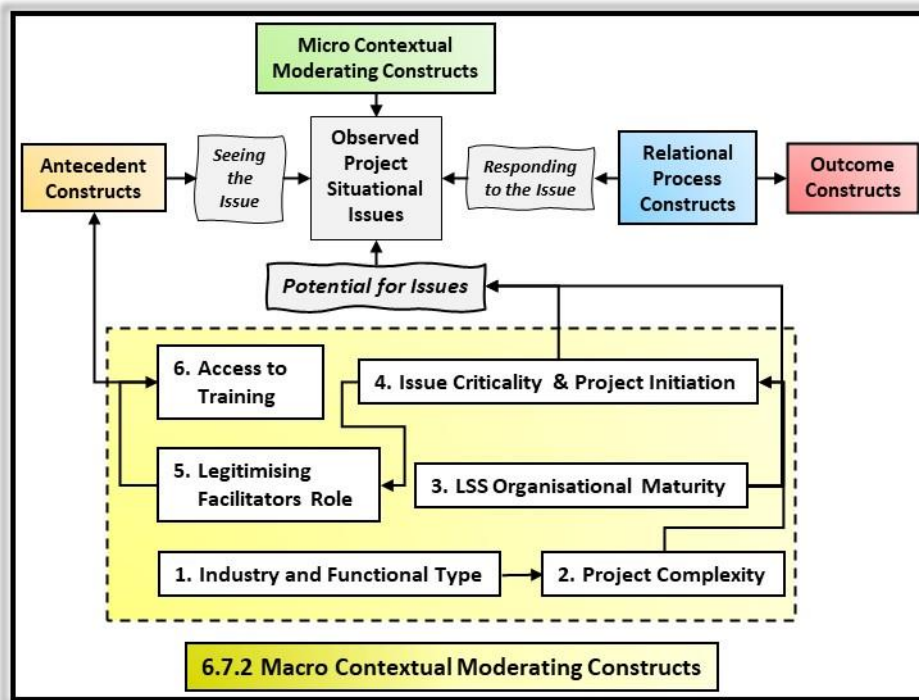 Micro Contextual
Moderating Constructs
Antecedent
Constructs
Seeing
the
Issue
Observed
Project
Situational
Issues
Responding
to the Issue
Relational
Process
Constructs
Outcome
Constructs
Potential for Issues
6. Access to
Training
4. Issue Criticality & Project Initiation
5. Legitimising
Facilitators Role
3. LSS Organisational Maturity
1. Industry and Functional Type
2. Project Complexity
6.7.2 Macro Contextual Moderating Constructs